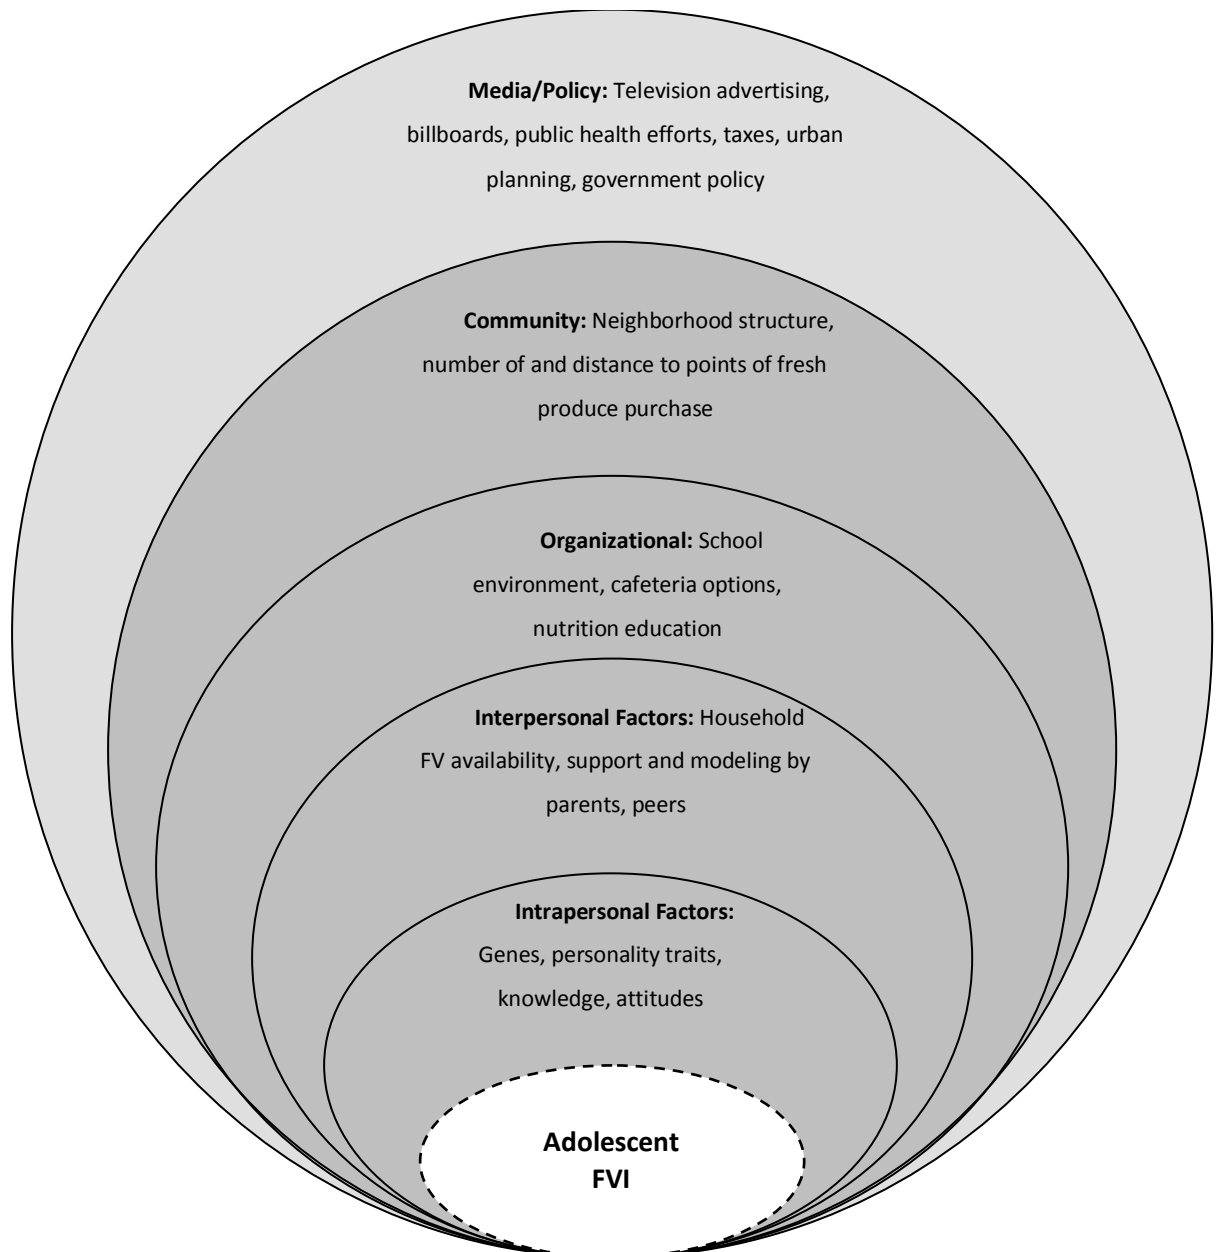 Media/Policy: Television advertising,
billboards, public health efforts, taxes, urban
planning, government policy
Community: Neighborhood structure,
number of and distance to points of fresh
produce purchase
Organizational: School
environment, cafeteria options,
nutrition education
Interpersonal Factors: Household
FV availability, support and modeling by
parents, peers
Intrapersonal Factors:
Genes, personality traits,
knowledge, attitudes
Adolescent
FVI